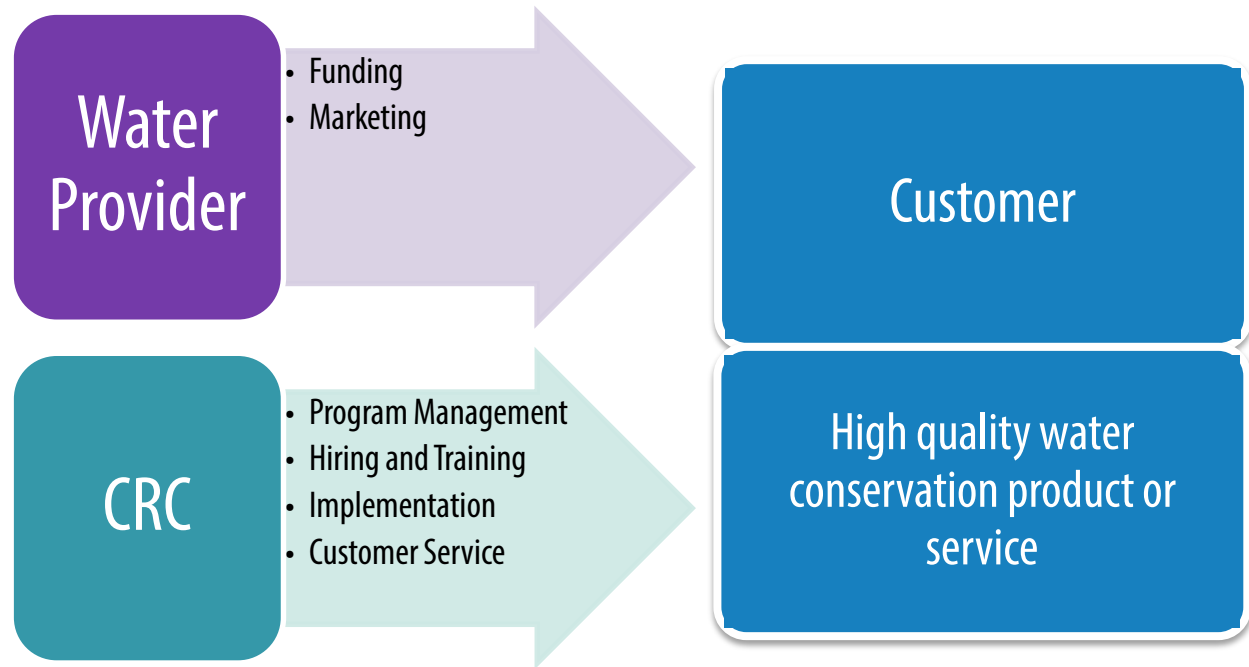 Water
Provider
• Funding
• Marketing
Customer
CRC
• Program Management
• Hiring and Training
• Implementation
• Customer Service
High quality water
conservation product or
service